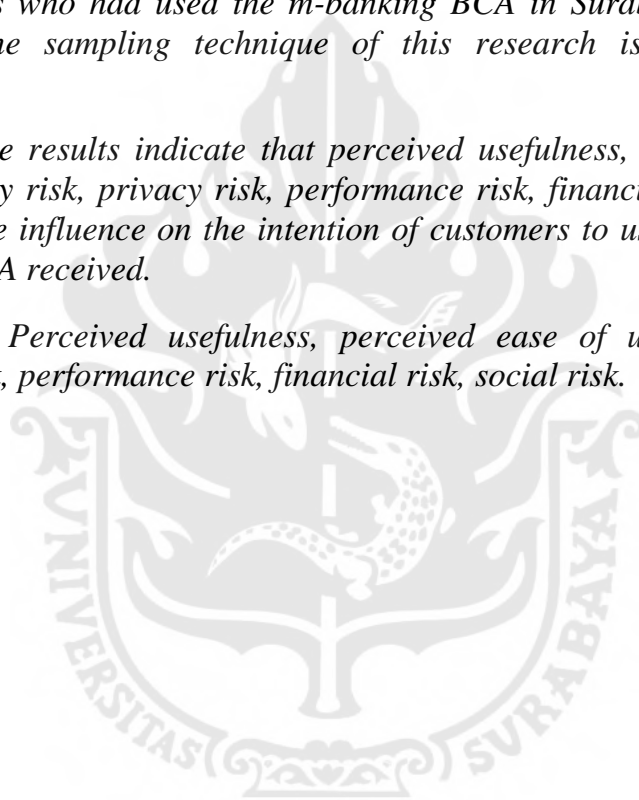 s who had used the m-banking BCA in Surab
he sampling technique of this research is
e results indicate that perceived usefulness,
y risk, privacy risk, performance risk, financi
e influence on the intention of customers to u
A received.
Perceived usefulness, perceived ease of u
, performance risk, financial risk, social risk.
UNIVERSITAS SURABAYA